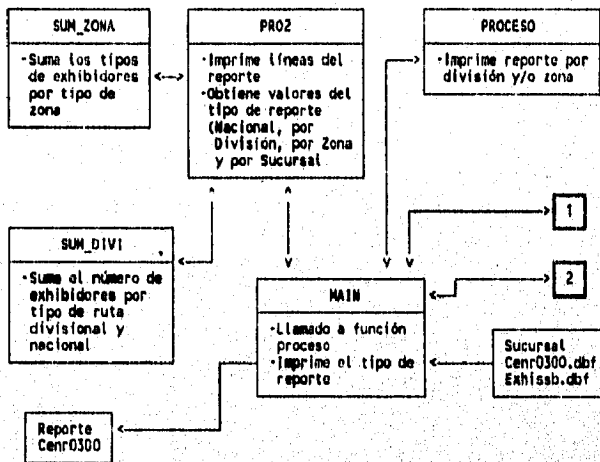 SUM_ZONA
·Suma los tipos
de exhibidores
por tipo de
zona
PRO2
·Imprime líneas del
reporte
·Obtiene valores del
tipo de reporte
(Nacional, por
División, por Zona
y por Sucursal
PROCESO
·Imprime reporte por
división y/o zona
1
2
SUM_DIVI
·Suma el número de
exhibidores por
tipo de ruta
divisional y
nacional
MAIN
·Llamado a función
proceso
·Imprime el tipo de
reporte
Sucursal
Cenr0300.dbf
Exhissb.dbf
Reporte
Cenr0300